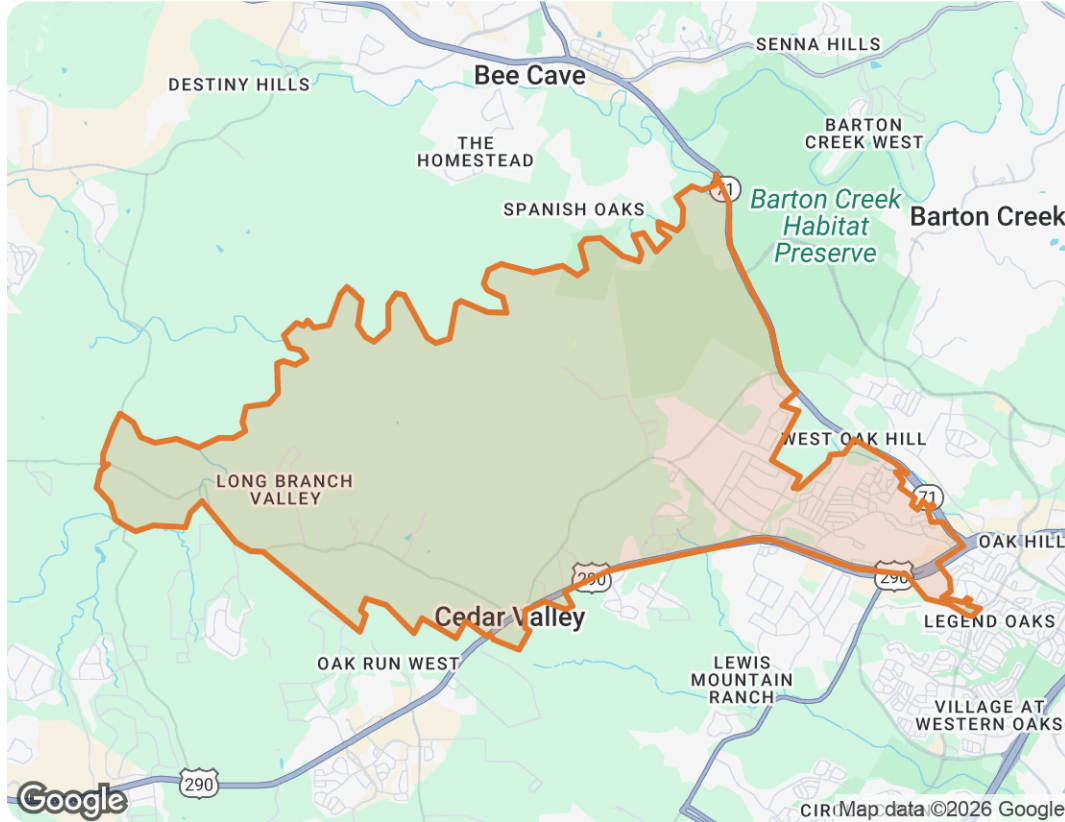 SENNA HILLS
Bee Cave
DESTINY HILLS
BARTON
CREEK WEST
THE
HOMESTEAD
71
Barton Creek
Habitat
Preserve
SPANISH OAKS
Barton Creek
WEST OAK HILL
LONG BRANCH
VALLEY
71
OAK HILL
290
290
Cedar Valley
LEGEND OAKS
OAK RUN WEST
LEWIS
MOUNTAIN
RANCH
VILLAGE AT
WESTERN OAKS
290
Google
Map data ©2026 Google